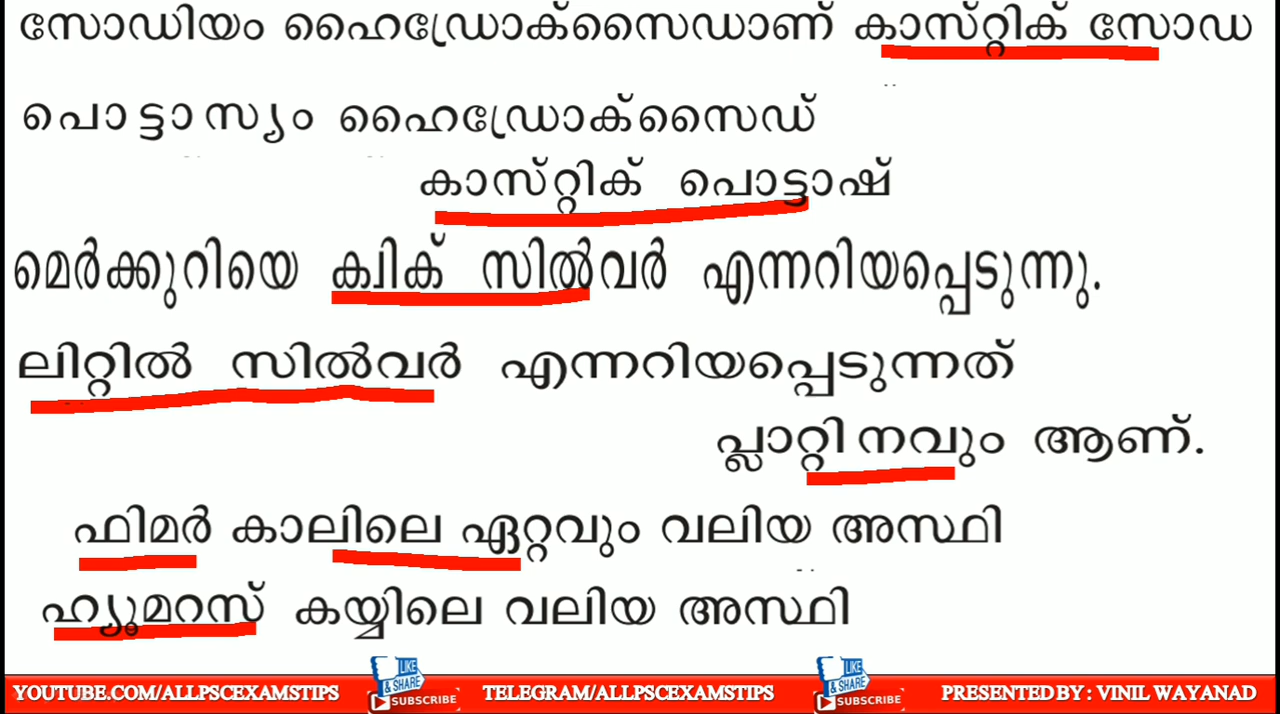 സോഡിയം ഹൈഡ്രോക്സൈഡാണ് കാസ്റ്റിക് സോഡ
പൊട്ടാസ്യം ഹൈഡ്രോക്സൈഡ്
കാസ്റ്റിക് പൊട്ടാഷ്
മെർക്കുറിയെ ക്വിക് സിൽവർ എന്നറിയപ്പെടുന്നു.
ലിറ്റിൽ സിൽവർ എന്നറിയപ്പെടുന്നത്
പ്ലാറ്റിനവും ആണ്.
ഫിമർ കാലിലെ ഏറ്റവും വലിയ അസ്ഥി
ഹ്യുമറസ് കയ്യിലെ വലിയ അസ്ഥി
YOUTUBE.COM/ALLPSCEXAMSTIPS LIKE & SHARE SUBSCRIBE TELEGRAM/ALLPSCEXAMSTIPS LIKE & SHARE SUBSCRIBE PRESENTED BY : VINIL WAYANAD